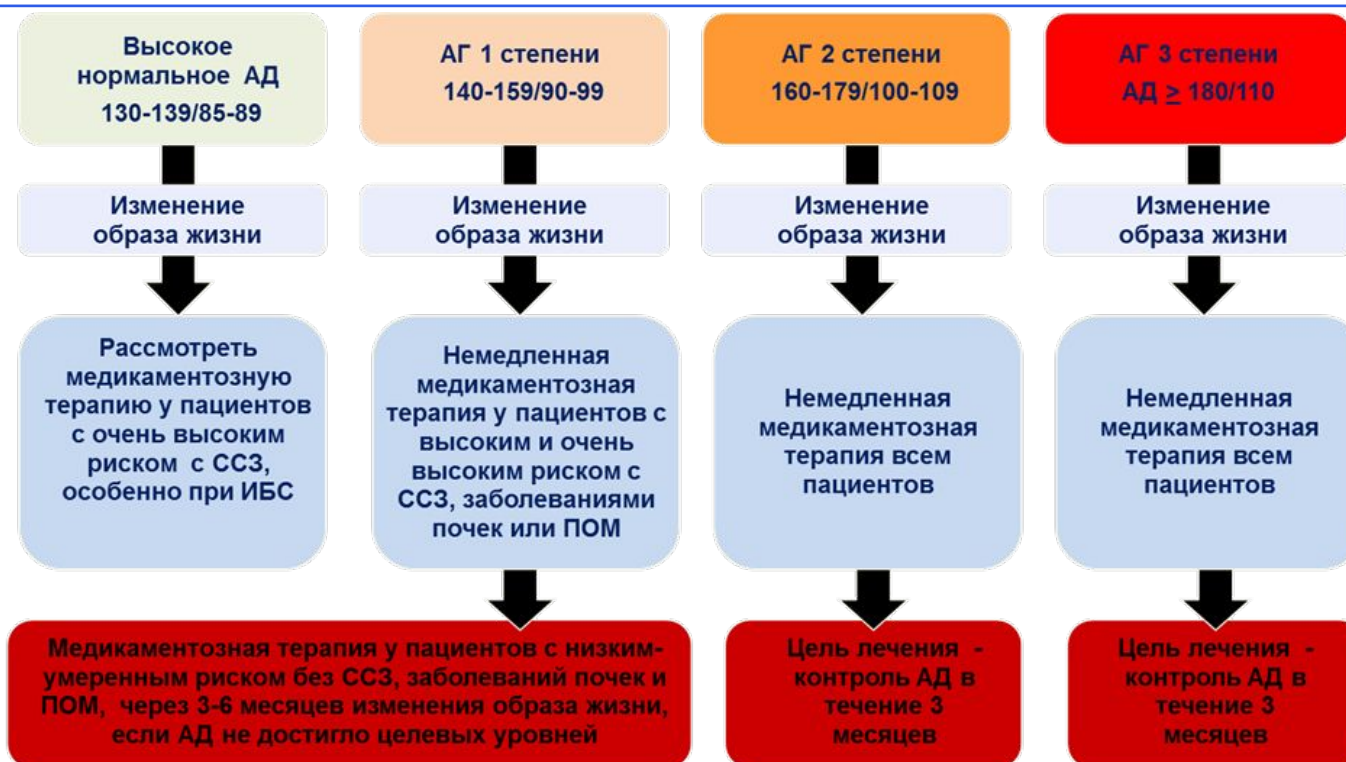 Высокое
нормальное АД
130-139/85-89
АГ 1 степени
140-159/90-99
АГ 2 степени
160-179/100-109
АГ 3 степени
АД ≥ 180/110
Изменение
образа жизни
Изменение
образа жизни
Изменение
образа жизни
Изменение
образа жизни
Рассмотреть
медикаментозную
терапию у пациентов
с очень высоким
риском с ССЗ,
особенно при ИБС
Немедленная
медикаментозная
терапия у пациентов с
высоким и очень
высоким риском с
ССЗ, заболеваниями
почек или ПОМ
Немедленная
медикаментозная
терапия всем
пациентов
Немедленная
медикаментозная
терапия всем
пациентов
Медикаментозная терапия у пациентов с низким-
умеренным риском без ССЗ, заболеваний почек и
ПОМ, через 3-6 месяцев изменения образа жизни,
если АД не достигло целевых уровней
Цель лечения -
контроль АД в
течение 3
месяцев
Цель лечения -
контроль АД в
течение 3
месяцев